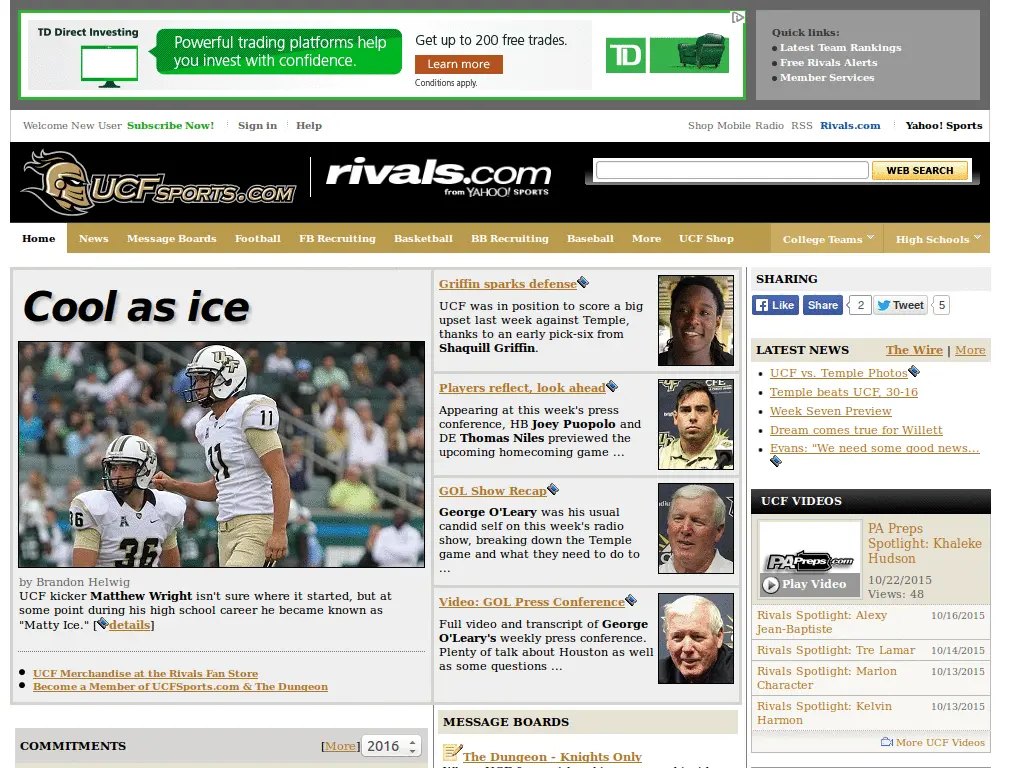 TD Direct Investing
Powerful trading platforms help
you invest with confidence.
Get up to 200 free trades.
Learn more
Conditions apply.
TD
Quick links:
Latest Team Rankings
Free Rivals Alerts
Member Services
Welcome New User Subscribe Now! Sign in Help
Shop Mobile Radio RSS Rivals.com Yahoo! Sports
UCFSPORTS.COM
rivals.com
from YAHOO! SPORTS
WEB SEARCH
Home News Message Boards Football FB Recruiting Basketball BB Recruiting Baseball More UCF Shop College Teams High Schools
Cool as ice
11
11
36
36
by Brandon Helwig
UCF kicker Matthew Wright isn't sure where it started, but at
some point during his high school career he became known as
"Matty Ice." [details]
UCF Merchandise at the Rivals Fan Store
Become a Member of UCFSports.com & The Dungeon
COMMITMENTS [More] 2016
Griffin sparks defense
UCF was in position to score a big
upset last week against Temple,
thanks to an early pick-six from
Shaquill Griffin.
Players reflect, look ahead
Appearing at this week's press
conference, HB Joey Puopolo and
DE Thomas Niles previewed the
upcoming homecoming game ...
GOL Show Recap
George O'Leary was his usual
candid self on this week's radio
show, breaking down the Temple
game and what they need to do to
...
Video: GOL Press Conference
Full video and transcript of George
O'Leary's weekly press conference.
Plenty of talk about Houston as well
as some questions ...
MESSAGE BOARDS
The Dungeon - Knights Only
SHARING
Like Share 2 Tweet 5
LATEST NEWS The Wire | More
UCF vs. Temple Photos
Temple beats UCF, 30-16
Week Seven Preview
Dream comes true for Willett
Evans: "We need some good news...
UCF VIDEOS
PAPreps.com
Play Video
PA Preps
Spotlight: Khaleke
Hudson
10/22/2015
Views: 48
Rivals Spotlight: Alexy 10/16/2015
Jean-Baptiste
Rivals Spotlight: Tre Lamar 10/14/2015
Rivals Spotlight: Marlon 10/13/2015
Character
Rivals Spotlight: Kelvin 10/13/2015
Harmon
More UCF Videos